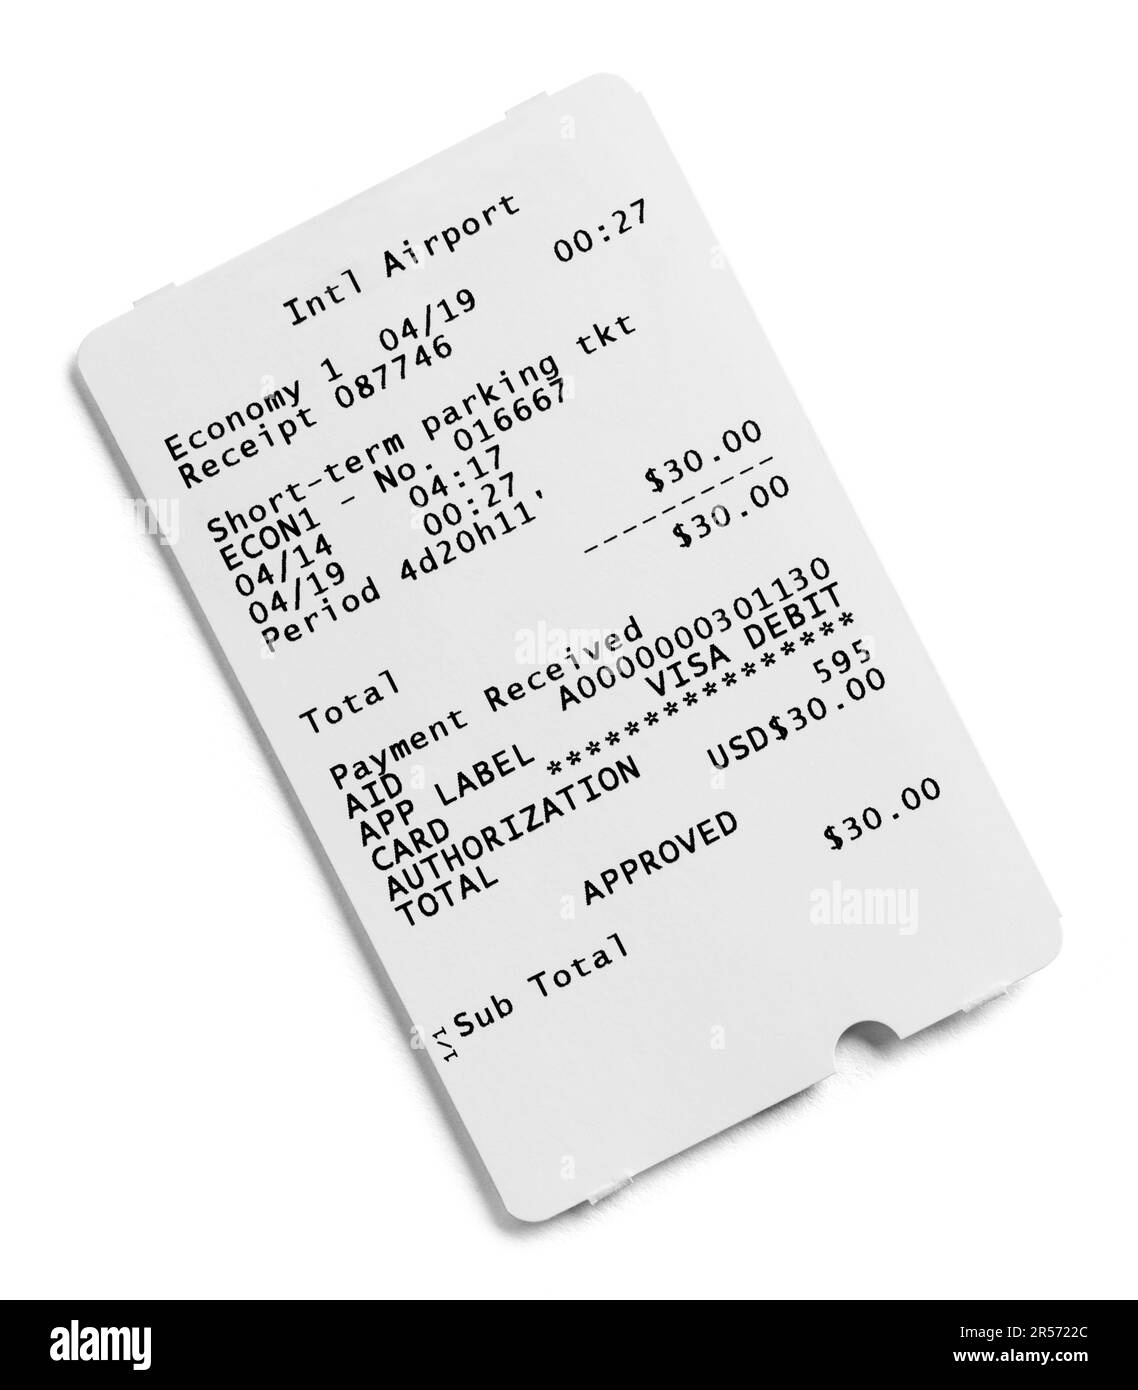 Intl Airport
Economy 1 04/19 00:27
Receipt 087746
Short-term parking tkt
ECON1 - No. 016667
04/14 04:17
04/19 00:27
Period 4d20h11' $30.00
---------
Total $30.00
Payment Received
AID A0000000301130
APP LABEL VISA DEBIT
CARD ****************
AUTHORIZATION 595
TOTAL USD$30.00
APPROVED
Sub Total $30.00
1/1
alamy
a
alamy
Image ID: 2R5722C
www.alamy.com